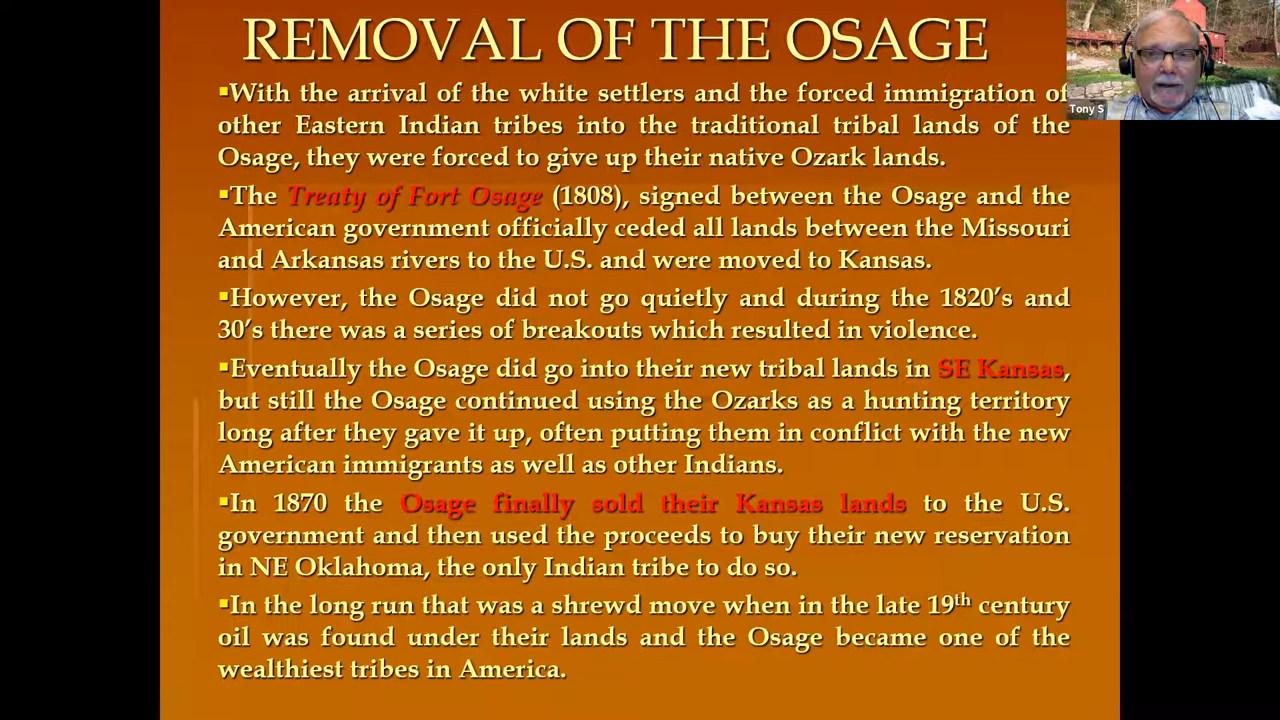 REMOVAL OF THE OSAGE
▪With the arrival of the white settlers and the forced immigration of
other Eastern Indian tribes into the traditional tribal lands of the
Osage, they were forced to give up their native Ozark lands.
▪The Treaty of Fort Osage (1808), signed between the Osage and the
American government officially ceded all lands between the Missouri
and Arkansas rivers to the U.S. and were moved to Kansas.
▪However, the Osage did not go quietly and during the 1820’s and
30’s there was a series of breakouts which resulted in violence.
▪Eventually the Osage did go into their new tribal lands in SE Kansas,
but still the Osage continued using the Ozarks as a hunting territory
long after they gave it up, often putting them in conflict with the new
American immigrants as well as other Indians.
▪In 1870 the Osage finally sold their Kansas lands to the U.S.
government and then used the proceeds to buy their new reservation
in NE Oklahoma, the only Indian tribe to do so.
▪In the long run that was a shrewd move when in the late 19th century
oil was found under their lands and the Osage became one of the
wealthiest tribes in America.
Tony S